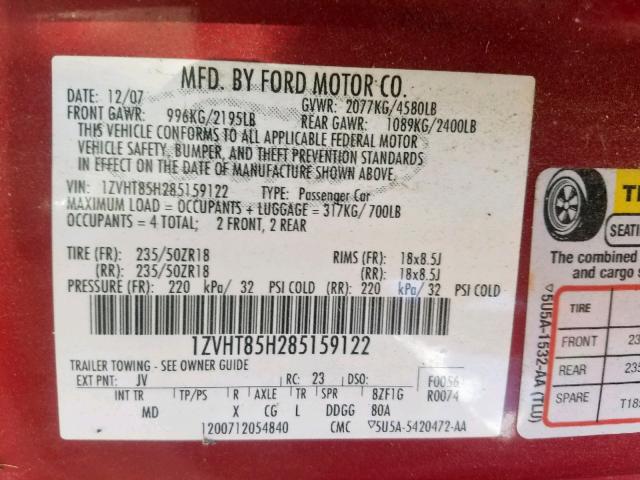 MFD. BY FORD MOTOR CO.
DATE: 12/07 GVWR: 2077KG/4580LB
FRONT GAWR: 996KG/2195LB REAR GAWR: 1089KG/2400LB
THIS VEHICLE CONFORMS TO ALL APPLICABLE FEDERAL MOTOR
VEHICLE SAFETY, BUMPER, AND THEFT PREVENTION STANDARDS
IN EFFECT ON THE DATE OF MANUFACTURE SHOWN ABOVE.
VIN: 1ZVHT85H285159122 TYPE: Passenger Car
MAXIMUM LOAD = OCCUPANTS + LUGGAGE = 317KG/700LB
OCCUPANTS = 4 TOTAL; 2 FRONT, 2 REAR
TIRE (FR): 235/50ZR18 RIMS (FR): 18x8.5J
(RR): 235/50ZR18 (RR): 18x8.5J
PRESSURE (FR): 220 kPa/ 32 PSI COLD (RR): 220 kPa/ 32 PSI COLD
1ZVHT85H285159122
TRAILER TOWING - SEE OWNER GUIDE
EXT PNT: JV RC: 23 DSO: F0056
INT TR TP/PS R AXLE TR SPR BZF1G R0074
MD X CG L DDGG 80A
1200712054840 CMC 5U5A-5420472-AA
SEATI
The combined
and cargo
TIRE
FRONT 23
REAR 235
SPARE T18
5U5A-1532-AA (TLU)